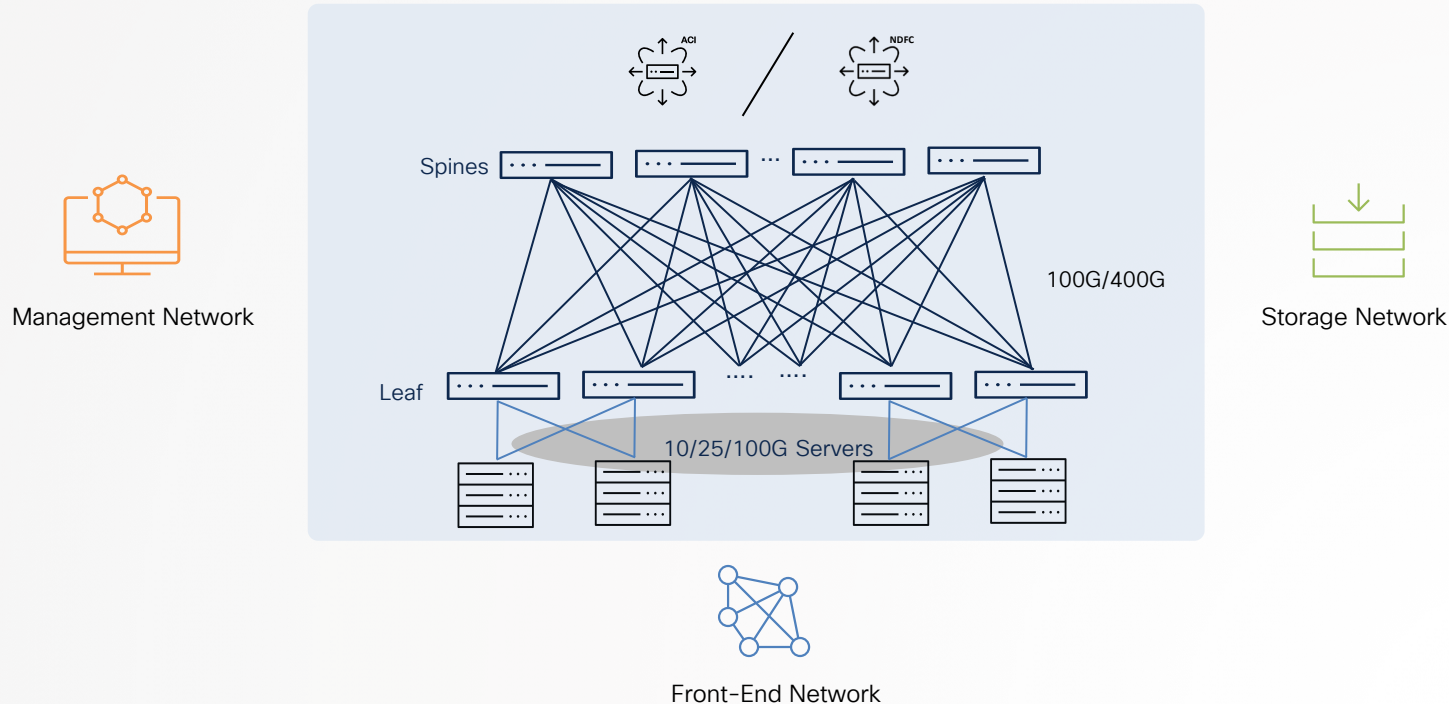 ACI
NDFC
Spines
...
100G/400G
Management Network
Storage Network
Leaf
....
....
10/25/100G Servers
Front-End Network